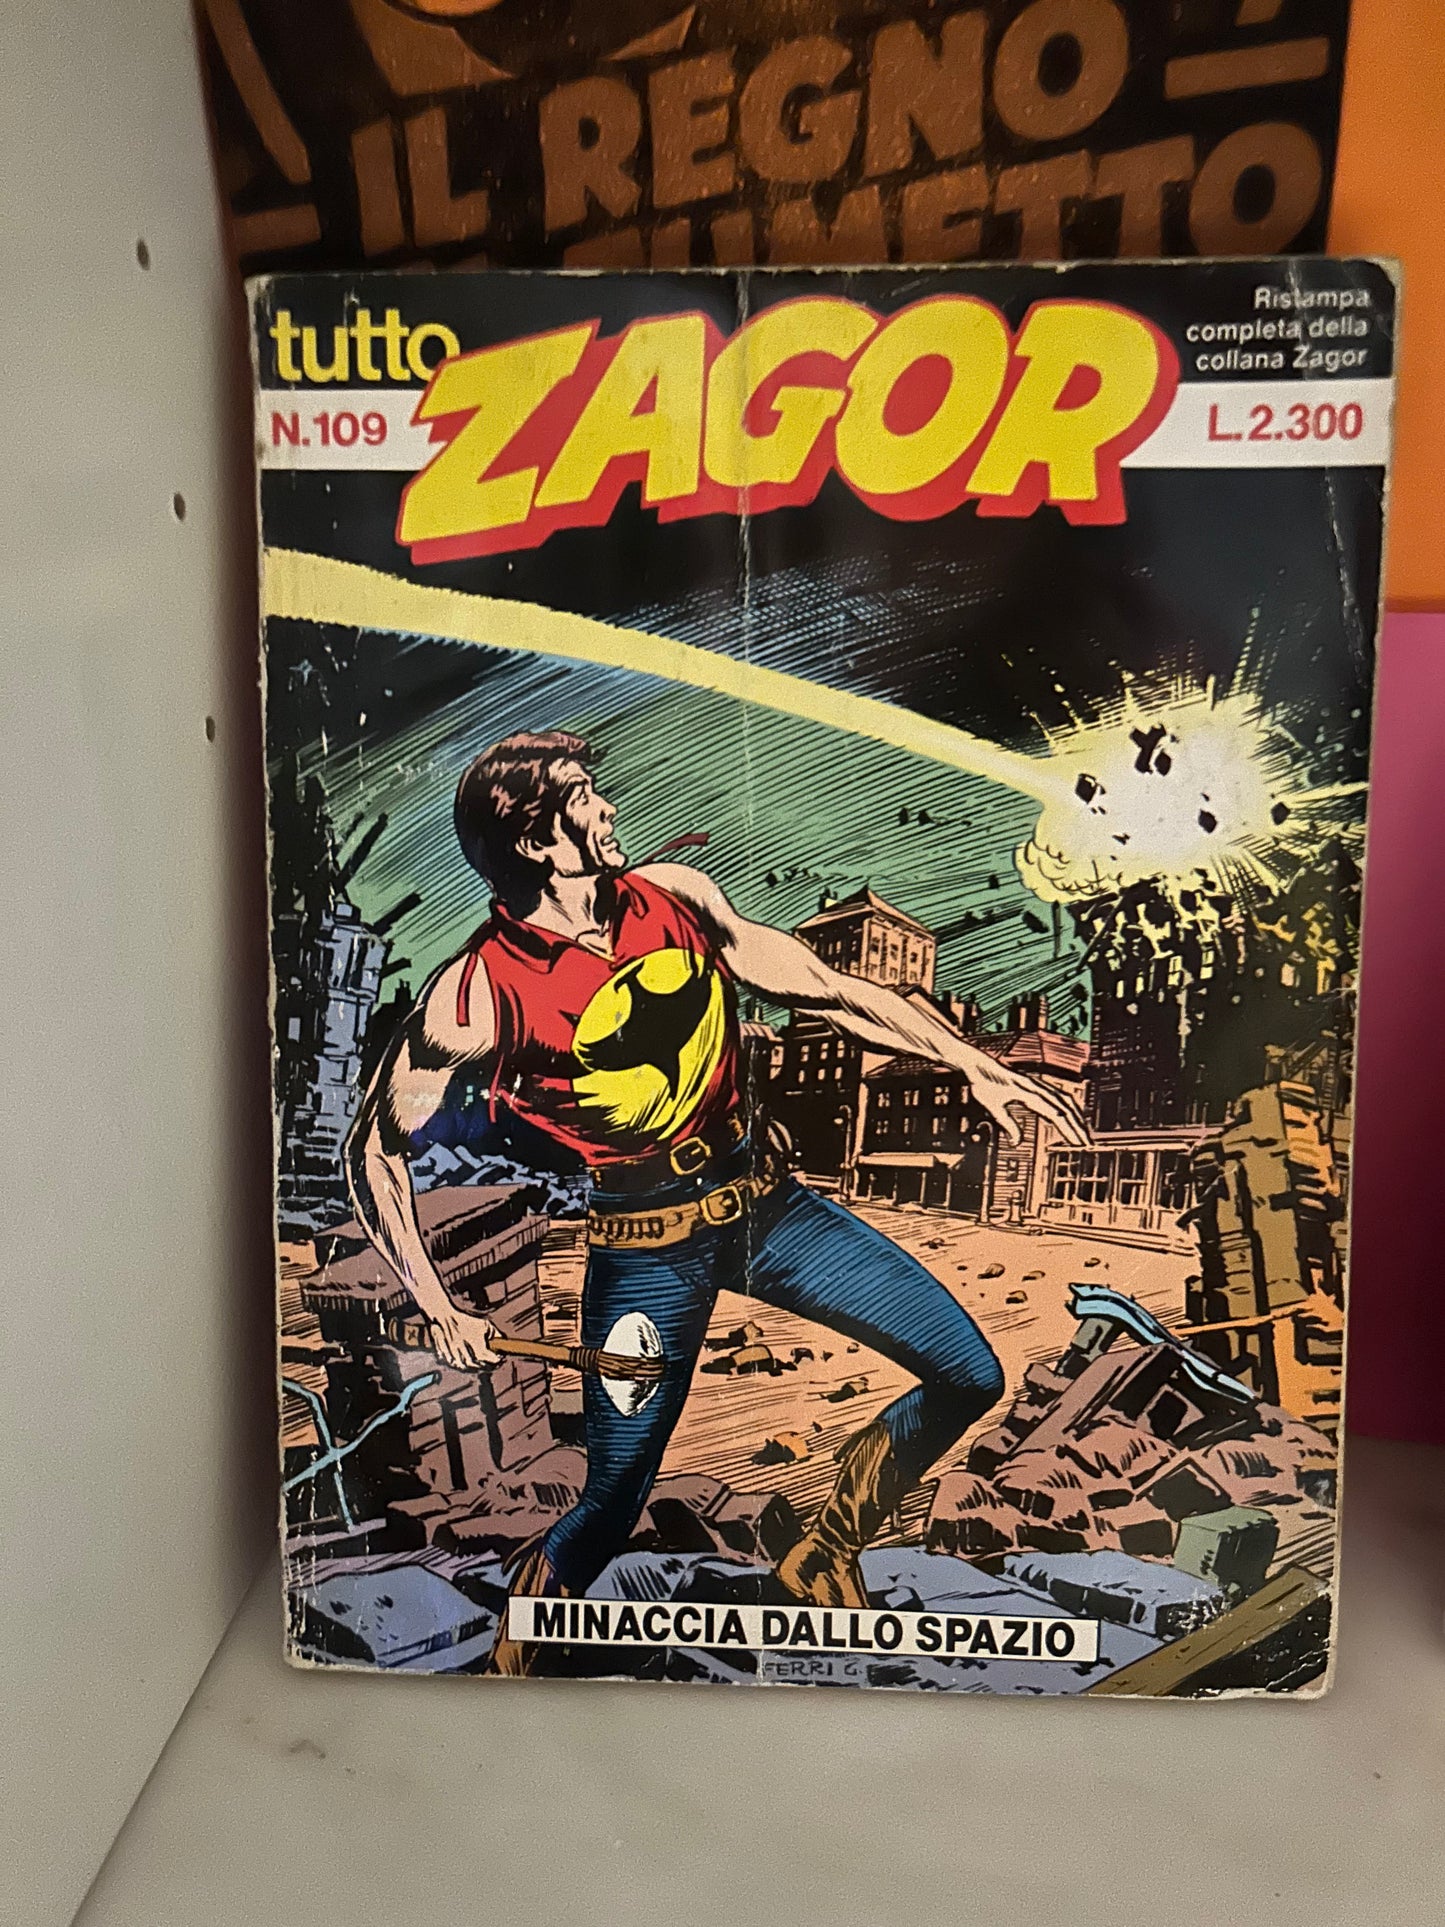 IL REGNO
tutto
ZAGOR
Ristampa
completa della
collana Zagor
N.109
L.2.300
MINACCIA DALLO SPAZIO
FERRI G.